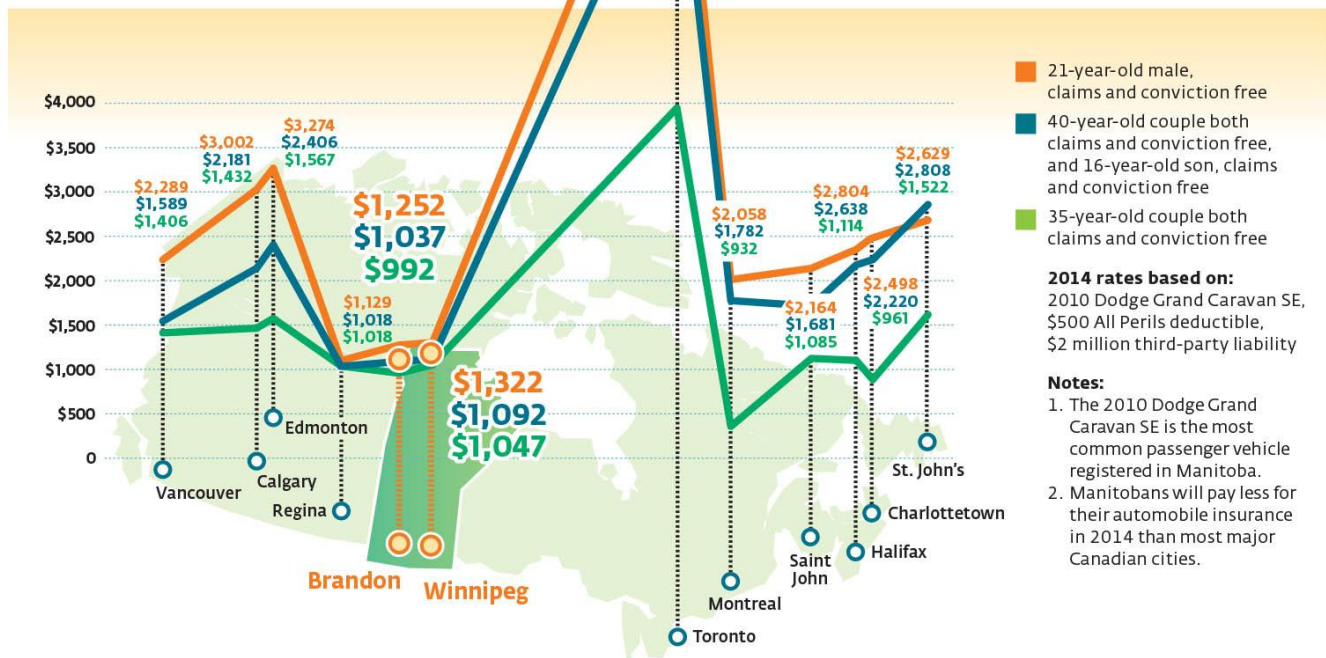 $4,000
$3,500
$3,000
$2,500
$2,000
$1,500
$1,000
$500
0
$2,289
$1,589
$1,406
$3,002
$2,181
$1,432
$3,274
$2,406
$1,567
$1,129
$1,018
$1,018
$1,252
$1,037
$992
$1,322
$1,092
$1,047
$2,058
$1,782
$932
$2,164
$1,681
$1,085
$2,804
$2,638
$1,114
$2,498
$2,220
$961
$2,629
$2,808
$1,522
Vancouver
Calgary
Edmonton
Regina
Brandon
Winnipeg
Toronto
Montreal
Saint
John
Halifax
Charlottetown
St. John's
21-year-old male,
claims and conviction free
40-year-old couple both
claims and conviction free,
and 16-year-old son, claims
and conviction free
35-year-old couple both
claims and conviction free
2014 rates based on:
2010 Dodge Grand Caravan SE,
$500 All Perils deductible,
$2 million third-party liability
Notes:
1. The 2010 Dodge Grand
Caravan SE is the most
common passenger vehicle
registered in Manitoba.
2. Manitobans will pay less for
their automobile insurance
in 2014 than most major
Canadian cities.